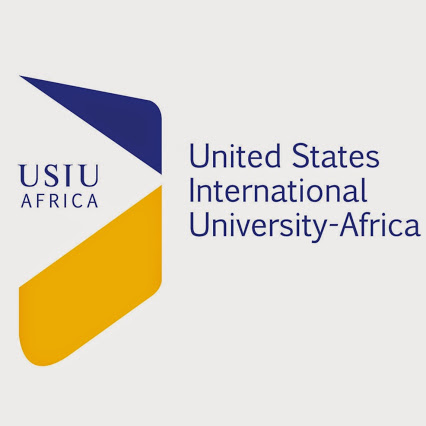 USIU
AFRICA
United States
International
University-Africa